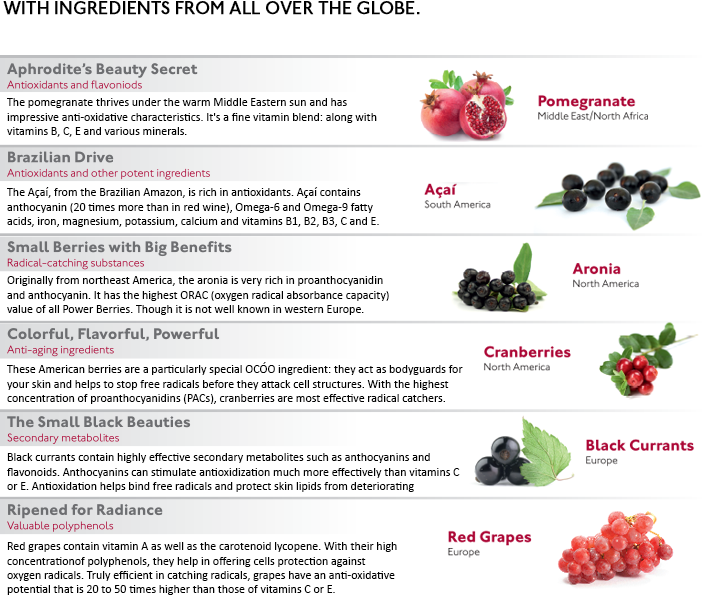 WITH INGREDIENTS FROM ALL OVER THE GLOBE.
Aphrodite's Beauty Secret
Antioxidants and flavoniods
The pomegranate thrives under the warm Middle Eastern sun and has
impressive anti-oxidative characteristics. It's a fine vitamin blend: along with
vitamins B, C, E and various minerals.
Pomegranate
Middle East/North Africa
Brazilian Drive
Antioxidants and other potent ingredients
The Açaí, from the Brazilian Amazon, is rich in antioxidants. Açaí contains
anthocyanin (20 times more than in red wine), Omega-6 and Omega-9 fatty
acids, iron, magnesium, potassium, calcium and vitamins B1, B2, B3, C and E.
Açaí
South America
Small Berries with Big Benefits
Radical-catching substances
Originally from northeast America, the aronia is very rich in proanthocyanidin
and anthocyanin. It has the highest ORAC (oxygen radical absorbance capacity)
value of all Power Berries. Though it is not well known in western Europe.
Aronia
North America
Colorful, Flavorful, Powerful
Anti-aging ingredients
These American berries are a particularly special OCÓO ingredient: they act as bodyguards for
your skin and helps to stop free radicals before they attack cell structures. With the highest
concentration of proanthocyanidins (PACs), cranberries are most effective radical catchers.
Cranberries
North America
The Small Black Beauties
Secondary metabolites
Black currants contain highly effective secondary metabolites such as anthocyanins and
flavonoids. Anthocyanins can stimulate antioxidization much more effectively than vitamins C
or E. Antioxidation helps bind free radicals and protect skin lipids from deteriorating
Black Currants
Europe
Ripened for Radiance
Valuable polyphenols
Red grapes contain vitamin A as well as the carotenoid lycopene. With their high
concentrationof polyphenols, they help in offering cells protection against
oxygen radicals. Truly efficient in catching radicals, grapes have an anti-oxidative
potential that is 20 to 50 times higher than those of vitamins C or E.
Red Grapes
Europe